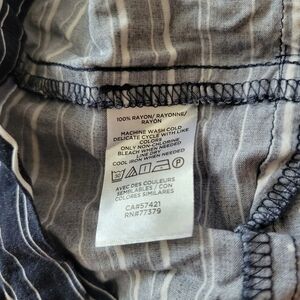 100% RAYON/ RAYONNE/
RAYON
MACHINE WASH COLD
DELICATE CYCLE WITH LIKE
COLORS
ONLY NON-CHLORINE
BLEACH WHEN NEEDED
LINE DRY
COOL IRON WHEN NEEDED
30 P
AVEC DES COULEURS
SEMBLABLES / CON
COLORES SIMILARES
CA#57421
RN#77379